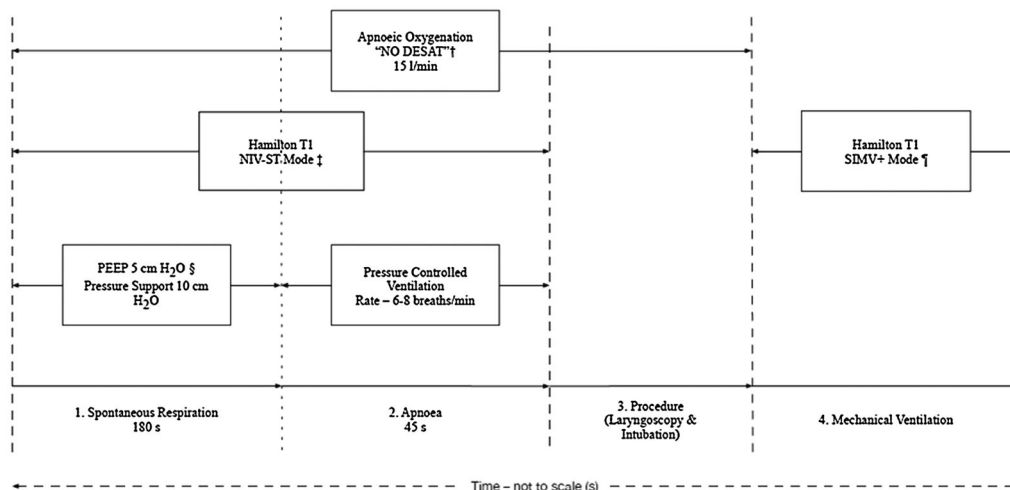 Apnoeic Oxygenation
“NO DESAT”†
15 l/min
Hamilton T1
NIV-ST Mode ‡
Hamilton T1
SIMV+ Mode ¶
PEEP 5 cm H₂O §
Pressure Support 10 cm
H₂O
Pressure Controlled
Ventilation
Rate – 6-8 breaths/min
1. Spontaneous Respiration
180 s
2. Apnoea
45 s
3. Procedure
(Laryngoscopy &
Intubation)
4. Mechanical Ventilation
Time – not to scale (s)